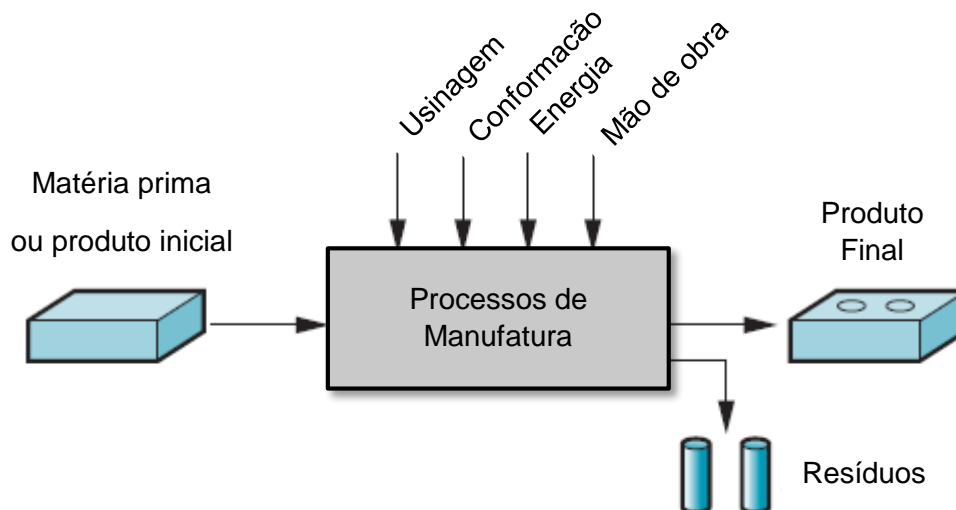 Usinagem
Conformacão
Energia
Mão de obra
Matéria prima
ou produto inicial
Processos de
Manufatura
Produto
Final
Resíduos